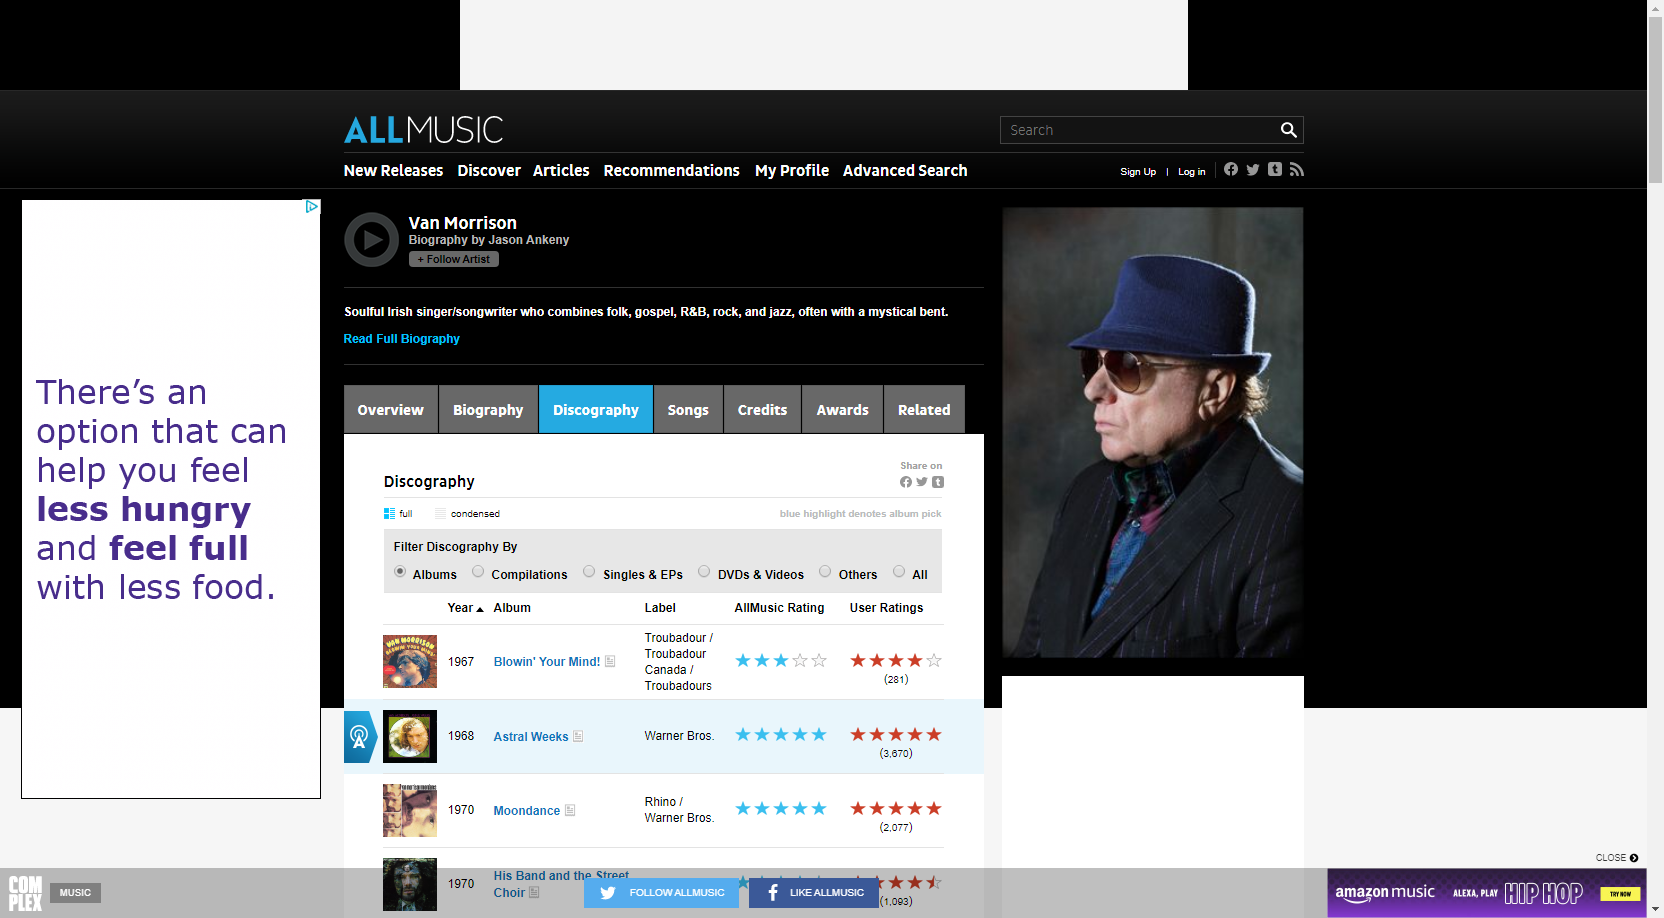 ALLMUSIC
Search
New Releases Discover Articles Recommendations My Profile Advanced Search
Sign Up | Log in
Van Morrison
Biography by Jason Ankeny
+ Follow Artist
Soulful Irish singer/songwriter who combines folk, gospel, R&B, rock, and jazz, often with a mystical bent.
Read Full Biography
There's an
option that can
help you feel
less hungry
and feel full
with less food.
Overview Biography Discography Songs Credits Awards Related
Share on
Discography
full condensed blue highlight denotes album pick
Filter Discography By
Albums Compilations Singles & EPs DVDs & Videos Others All
Year Album Label AllMusic Rating User Ratings
1967 Blowin' Your Mind! Troubadour /
Troubadour
Canada /
Troubadours
(281)
1968 Astral Weeks Warner Bros.
(3,670)
1970 Moondance Rhino /
Warner Bros.
(2,077)
1970 His Band and the Street
Choir
(1,093)
CLOSE
COMPLEX
MUSIC
FOLLOW ALLMUSIC
LIKE ALLMUSIC
amazon music ALEXA, PLAY HIP HOP TRY NOW